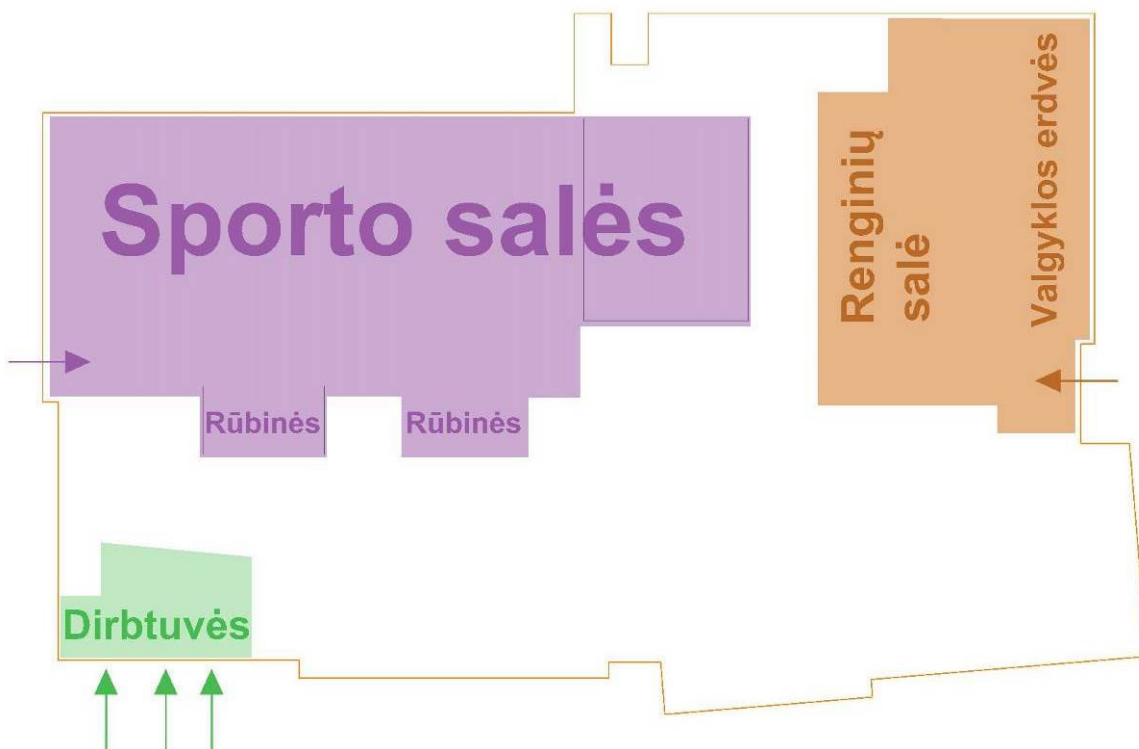 Sporto salės
Rūbinės
Rūbinės
Renginių
salė
Valgyklos erdvės
Dirbtuvės